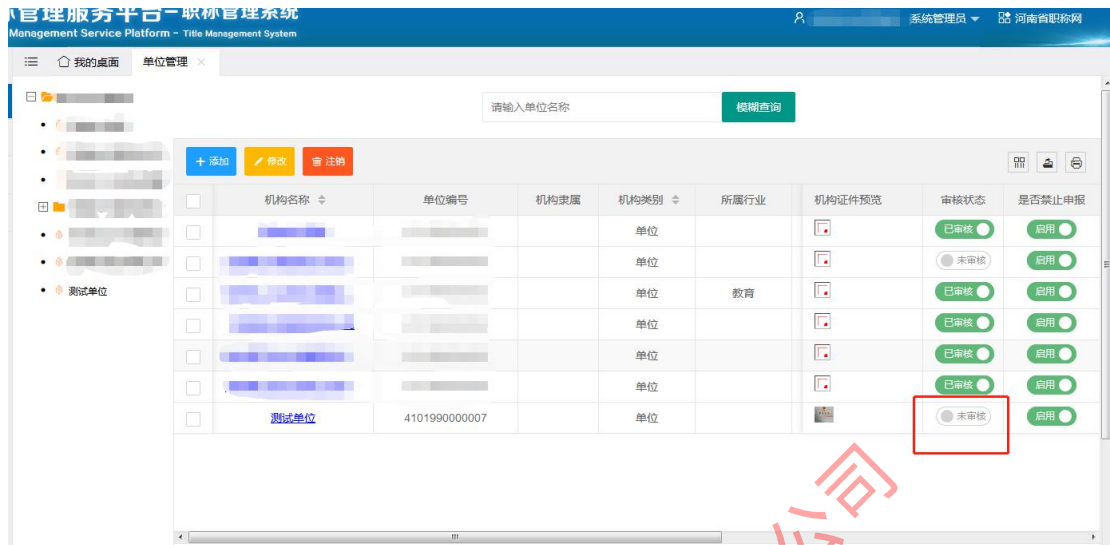 管理服务平台-职称管理系统
Management Service Platform - Title Management System
系统管理员
河南省职称网
我的桌面 单位管理
请输入单位名称 模糊查询
添加 修改 注销
机构名称 单位编号 机构隶属 机构类别 所属行业 机构证件预览 审核状态 是否禁止申报
单位 已审核 启用
单位 未审核 启用
单位 教育 已审核 启用
单位 已审核 启用
单位 已审核 启用
单位 已审核 启用
测试单位
测试单位 4101990000007 单位 未审核 启用
公司